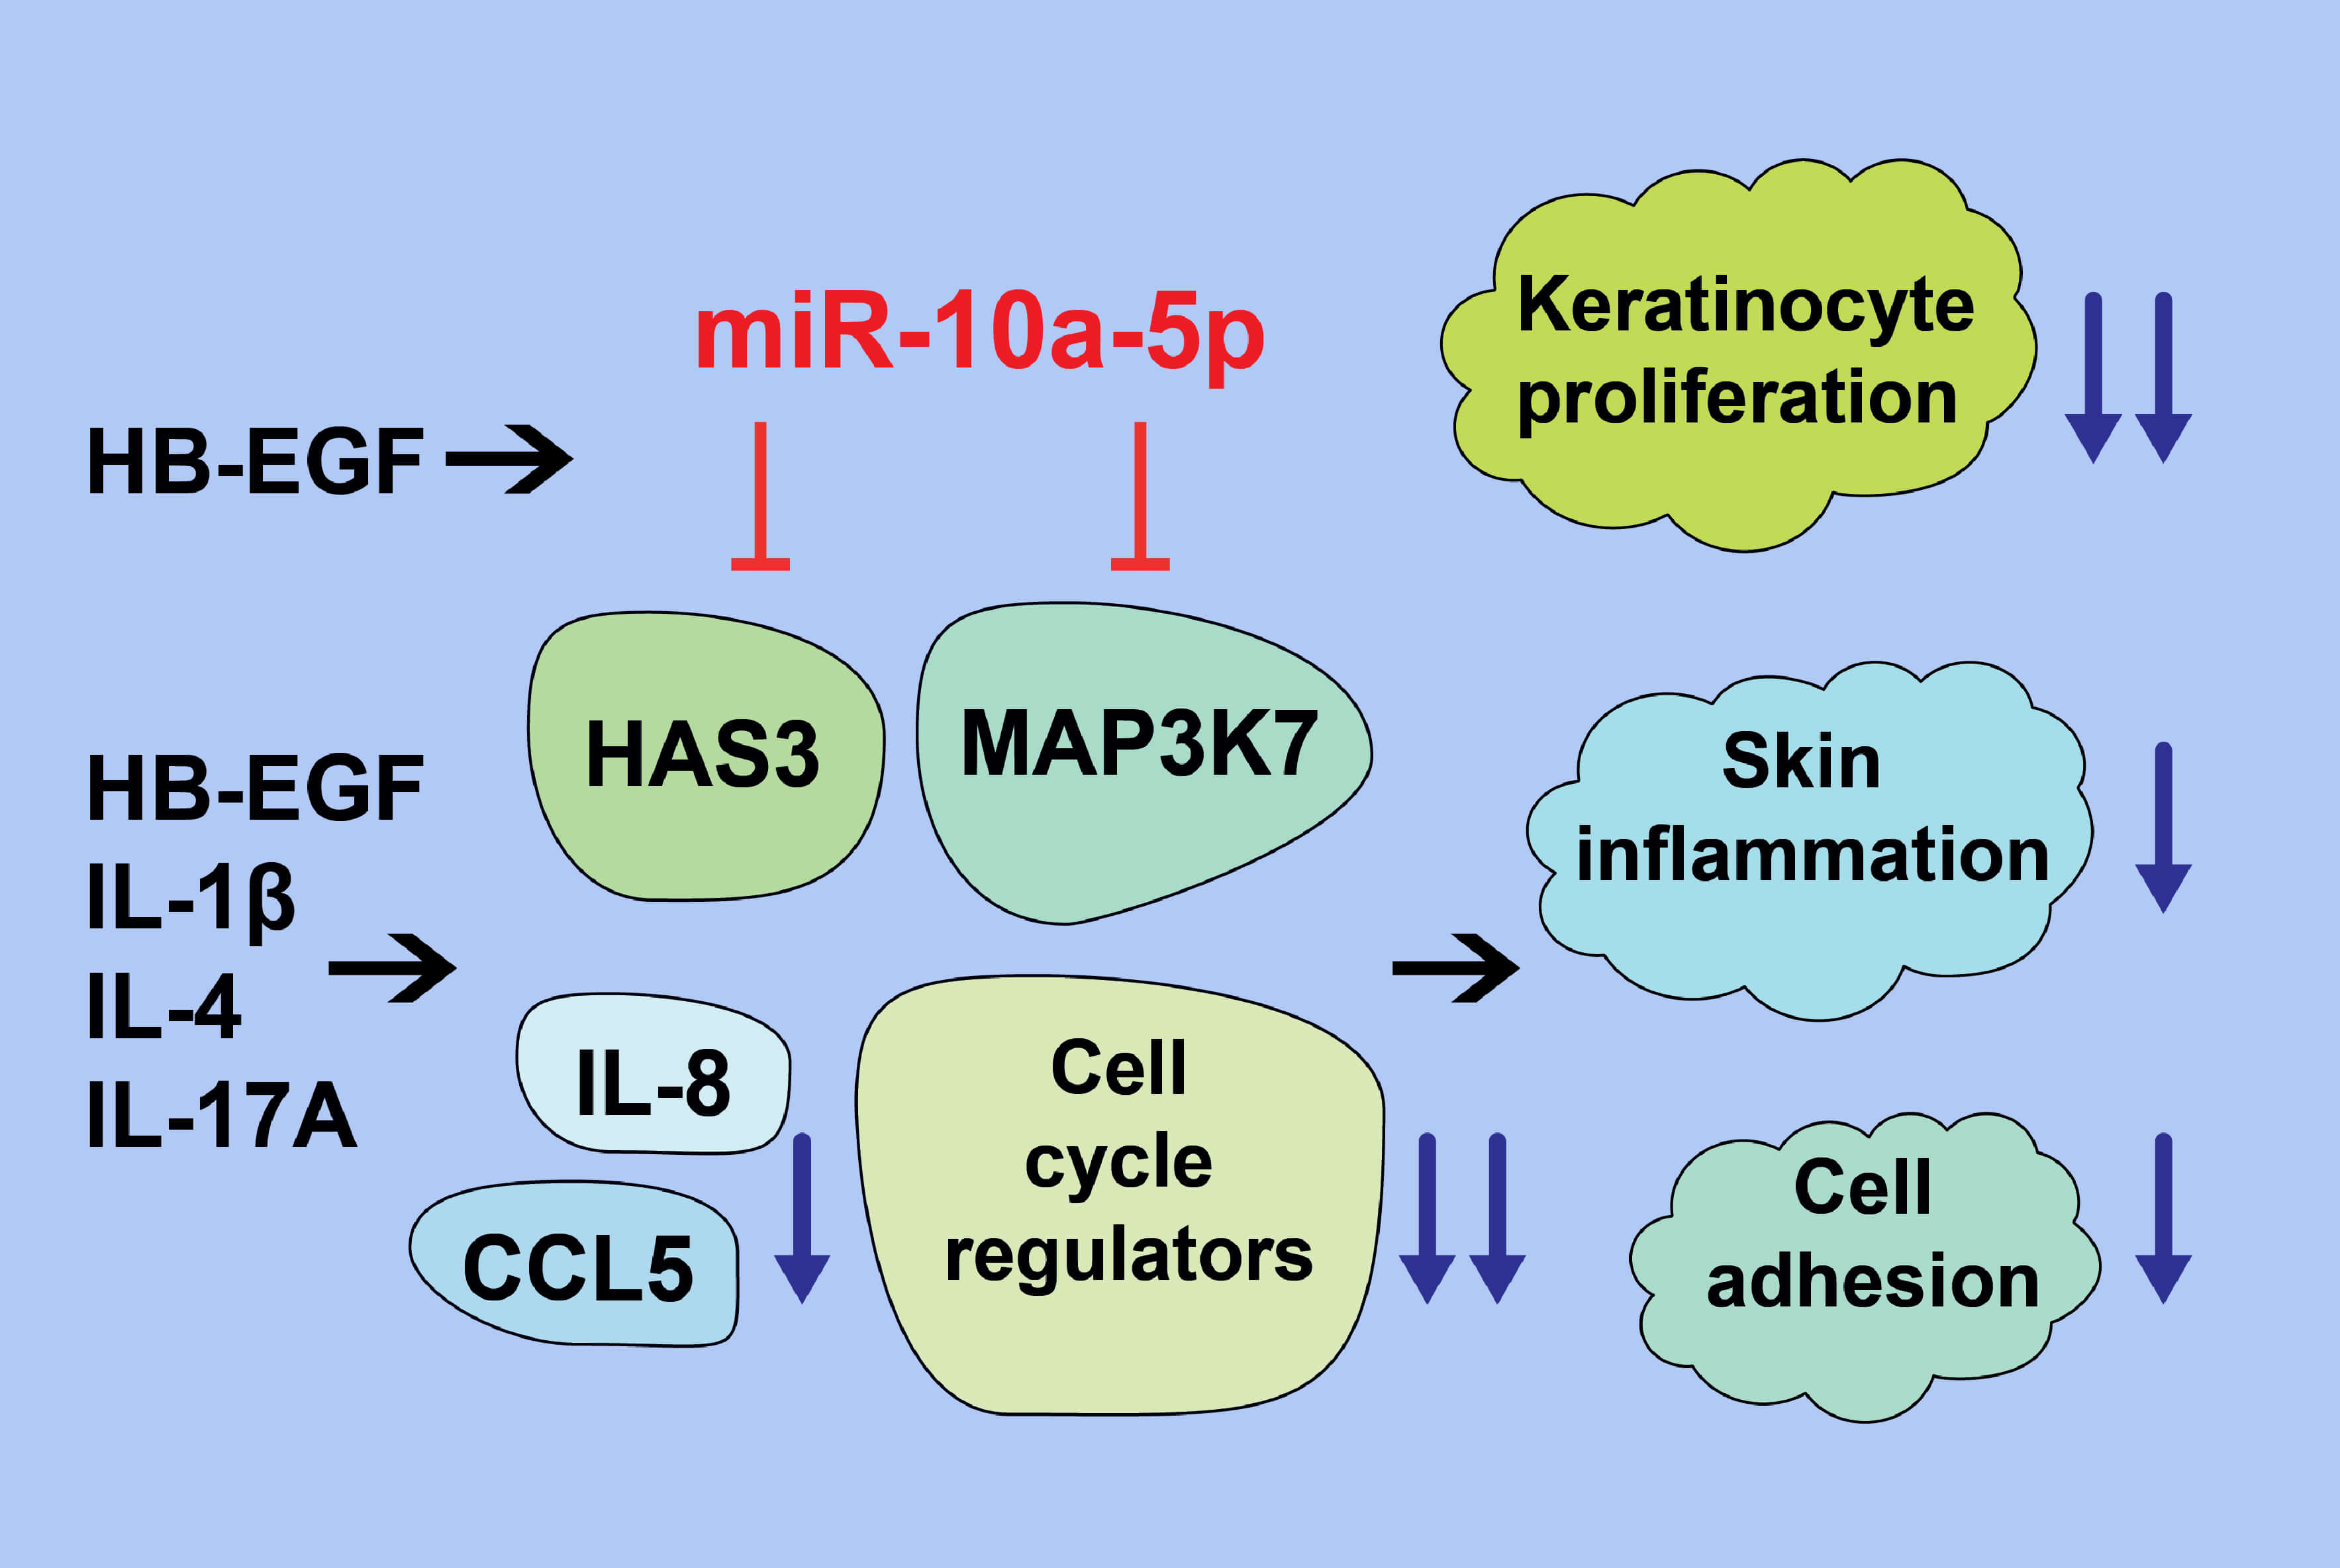 miR-10a-5p
HB-EGF
HAS3
MAP3K7
HB-EGF
IL-1β
IL-4
IL-17A
IL-8
CCL5
Cell
cycle
regulators
Keratinocyte
proliferation
Skin
inflammation
Cell
adhesion